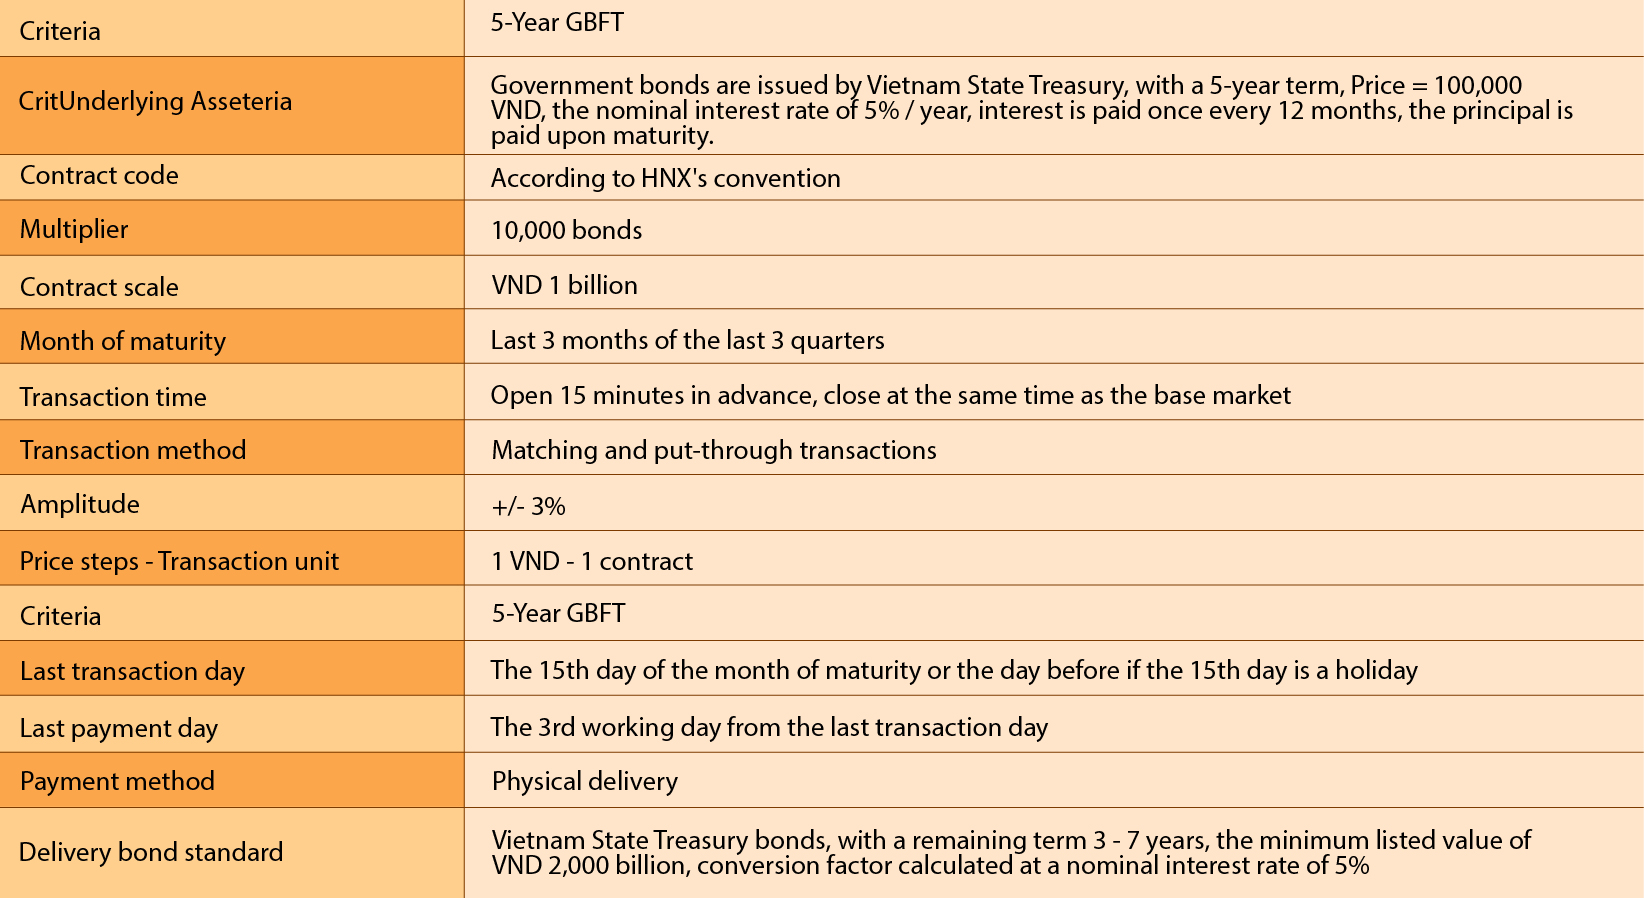 Criteria
5-Year GBFT
CritUnderlying Asseteria
Government bonds are issued by Vietnam State Treasury, with a 5-year term, Price = 100,000
VND, the nominal interest rate of 5% / year, interest is paid once every 12 months, the principal is
paid upon maturity.
Contract code
According to HNX's convention
Multiplier
10,000 bonds
Contract scale
VND 1 billion
Month of maturity
Last 3 months of the last 3 quarters
Transaction time
Open 15 minutes in advance, close at the same time as the base market
Transaction method
Matching and put-through transactions
Amplitude
+/- 3%
Price steps - Transaction unit
1 VND - 1 contract
Criteria
5-Year GBFT
Last transaction day
The 15th day of the month of maturity or the day before if the 15th day is a holiday
Last payment day
The 3rd working day from the last transaction day
Payment method
Physical delivery
Delivery bond standard
Vietnam State Treasury bonds, with a remaining term 3 - 7 years, the minimum listed value of
VND 2,000 billion, conversion factor calculated at a nominal interest rate of 5%